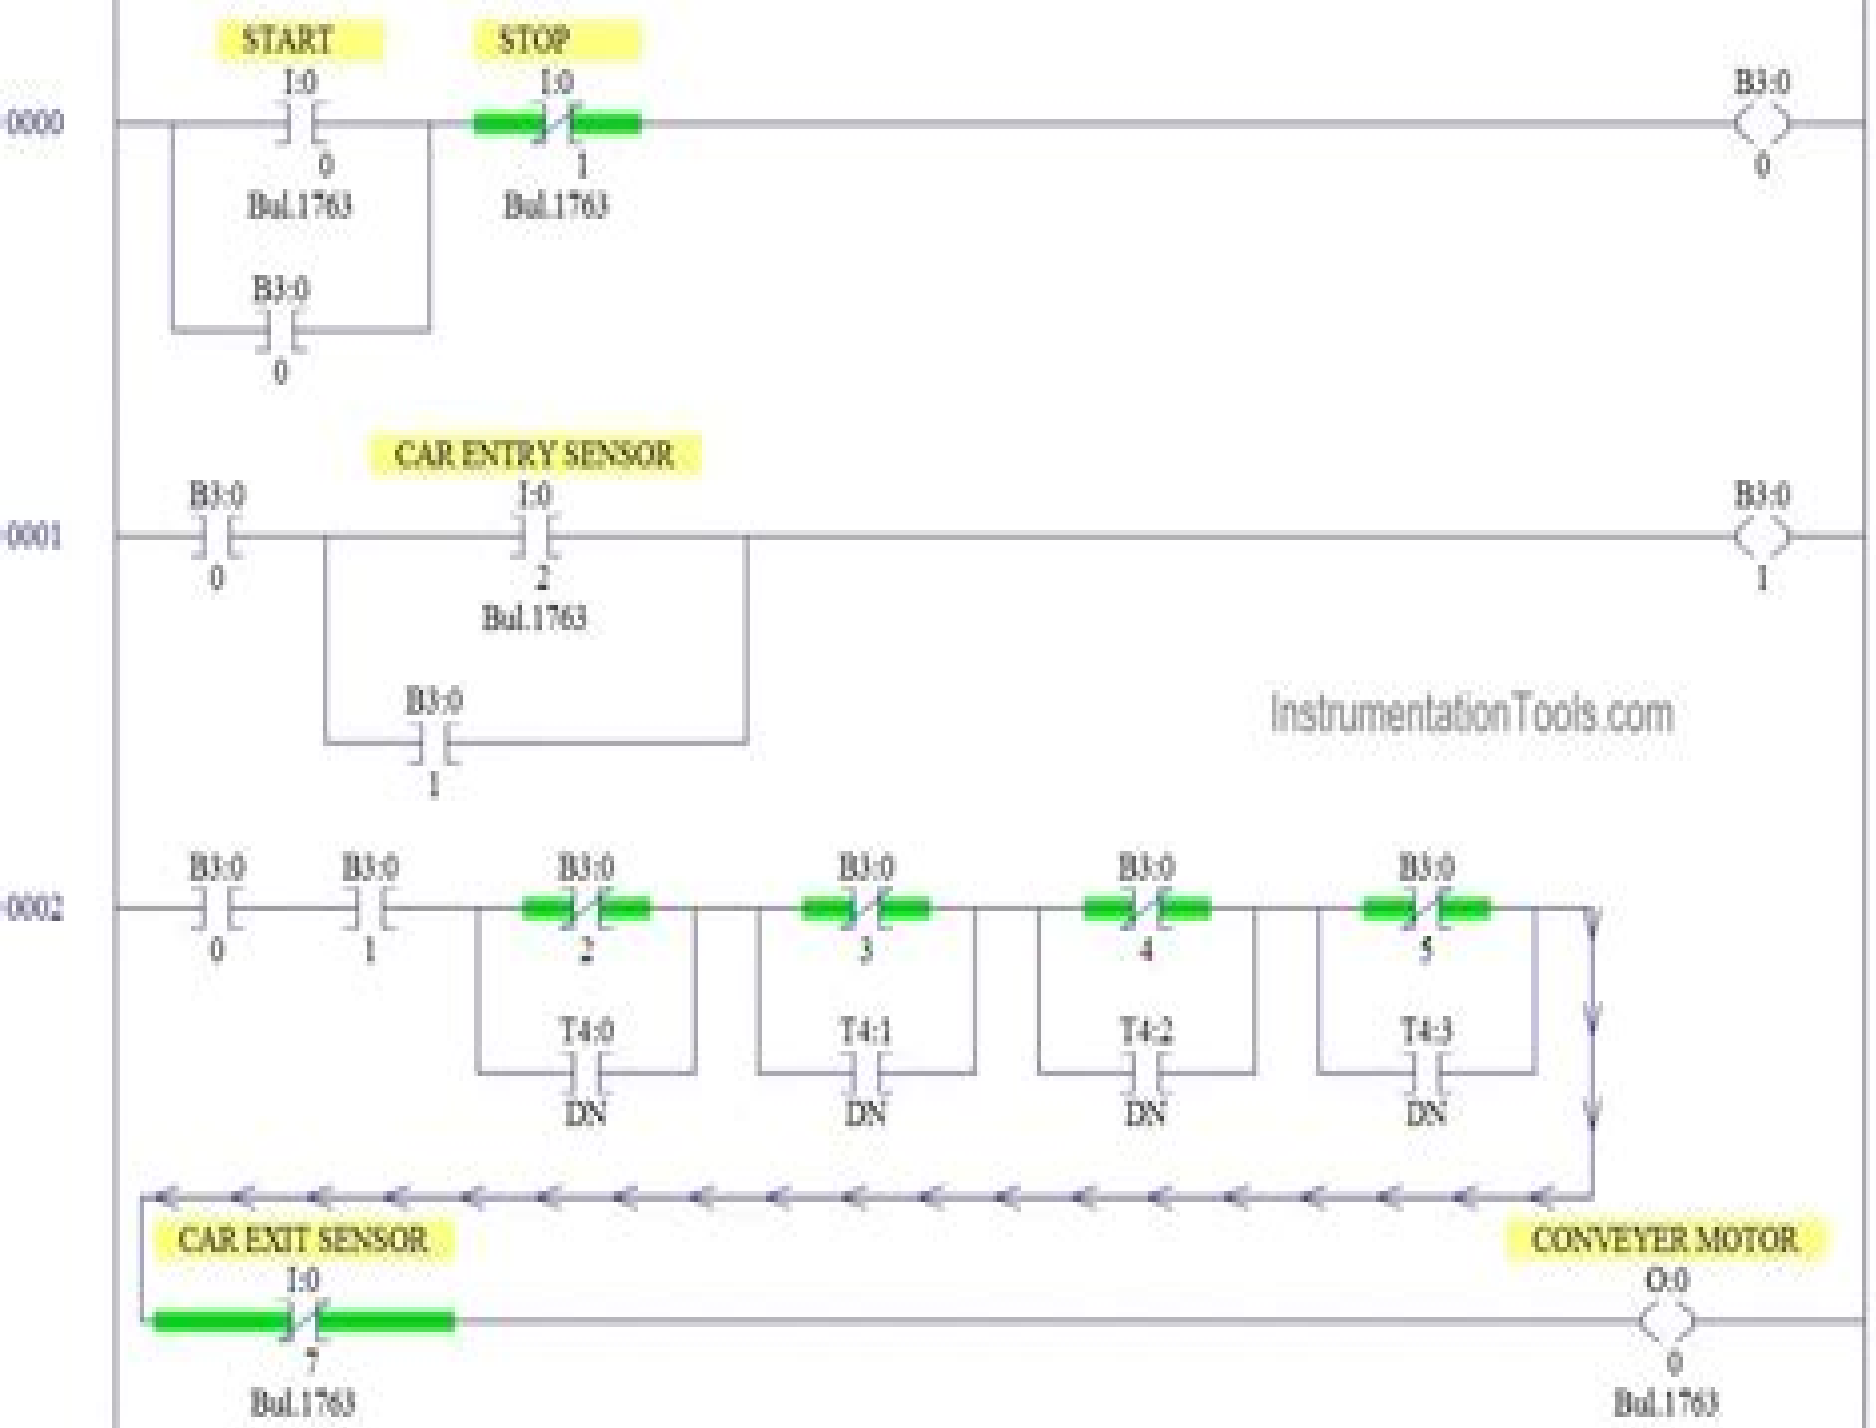 START STOP
I:0 I:0 B3:0
0000
0 1 0
Bul.1763 Bul.1763
B3:0
0
CAR ENTRY SENSOR
B3:0 I:0 B3:0
0001
0 2 1
Bul.1763
B3:0
1
InstrumentationTools.com
B3:0 B3:0 B3:0 B3:0 B3:0 B3:0
0002
0 1 2 3 4 5
T4:0 T4:1 T4:2 T4:3
DN DN DN DN
CAR EXIT SENSOR CONVEYER MOTOR
I:0 O:0
7 0
Bul.1763 Bul.1763